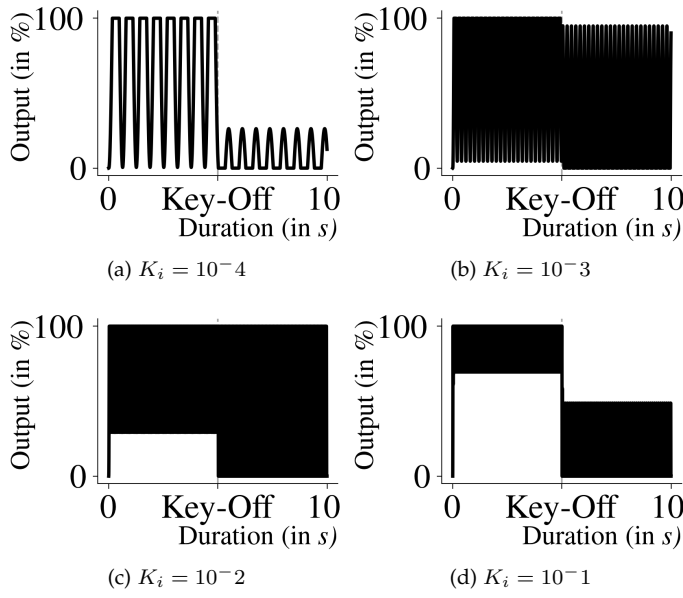 Output (in %)
100
0
0
Key-Off
10
Duration (in s)
(a) K_i = 10^-4
Output (in %)
100
0
0
Key-Off
10
Duration (in s)
(b) K_i = 10^-3
Output (in %)
100
0
0
Key-Off
10
Duration (in s)
(c) K_i = 10^-2
Output (in %)
100
0
0
Key-Off
10
Duration (in s)
(d) K_i = 10^-1